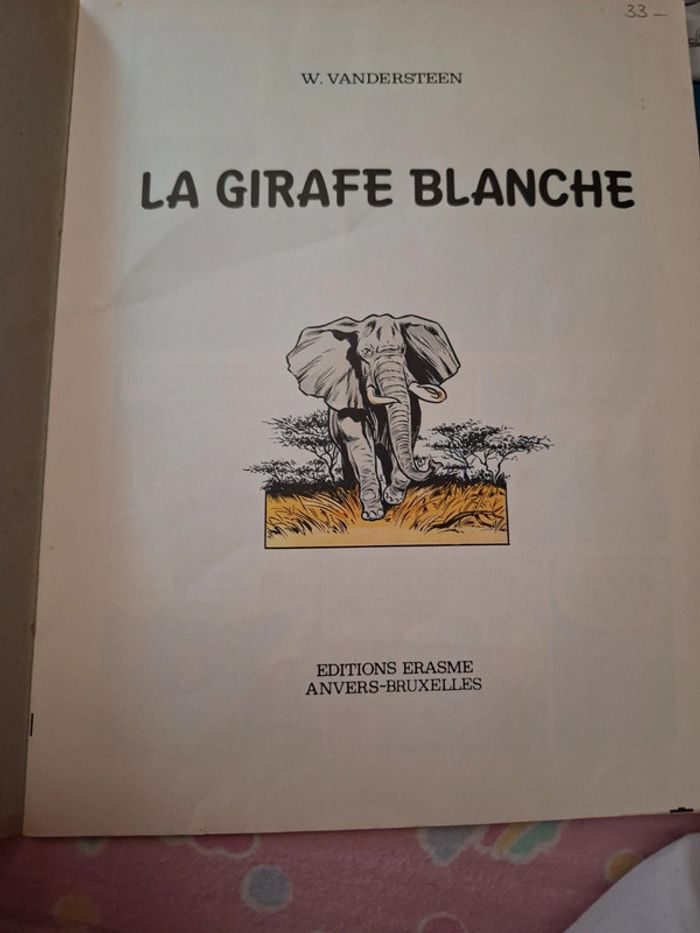 33 –
W. VANDERSTEEN
LA GIRAFE BLANCHE
EDITIONS ERASME
ANVERS-BRUXELLES